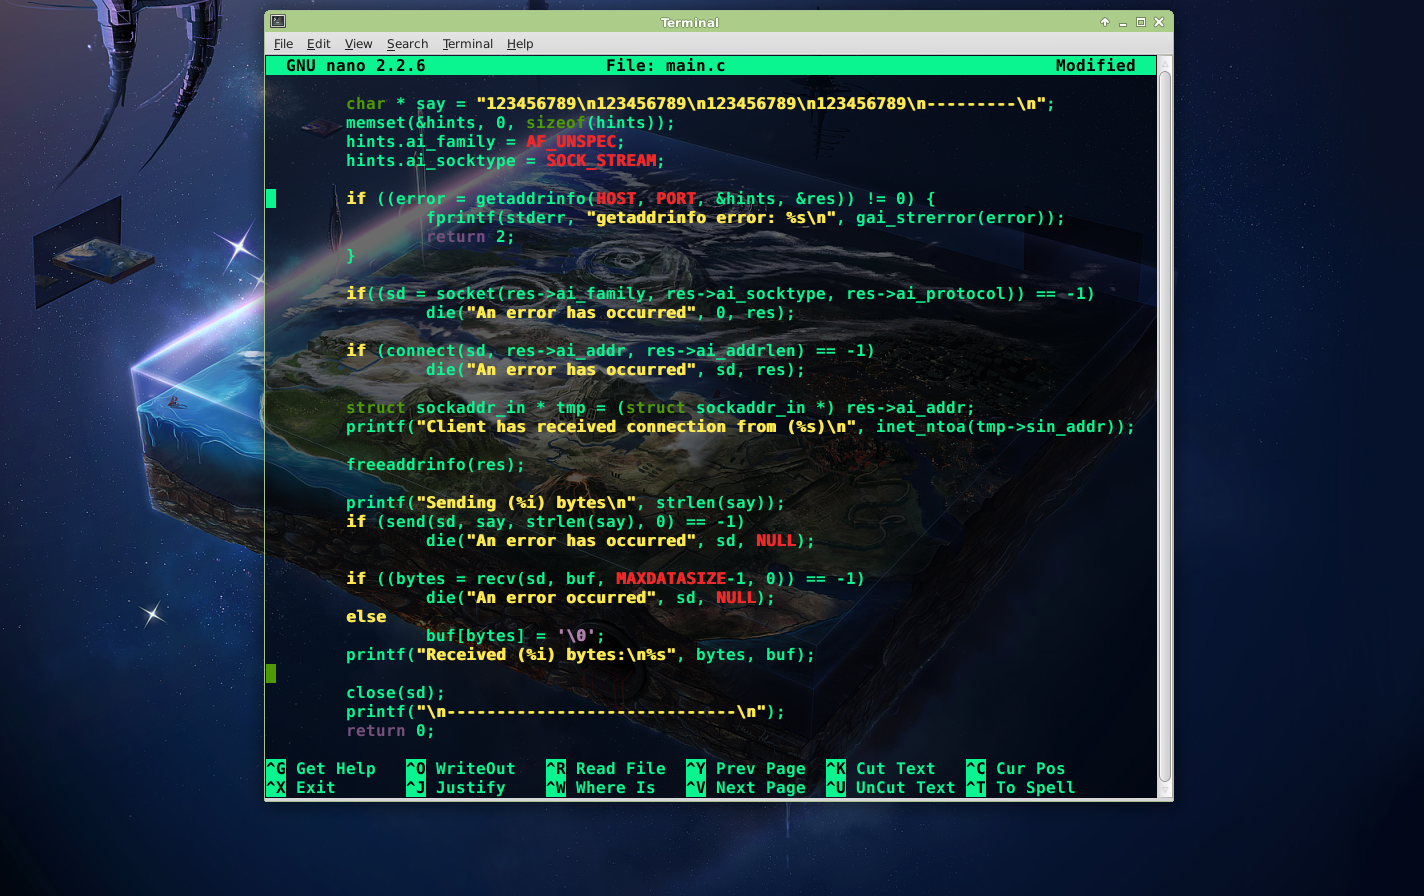 Terminal
File Edit View Search Terminal Help
GNU nano 2.2.6 File: main.c Modified
char * say = "123456789\n123456789\n123456789\n123456789\n---------\n";
memset(&hints, 0, sizeof(hints));
hints.ai_family = AF_UNSPEC;
hints.ai_socktype = SOCK_STREAM;
if ((error = getaddrinfo(HOST, PORT, &hints, &res)) != 0) {
fprintf(stderr, "getaddrinfo error: %s\n", gai_strerror(error));
return 2;
}
if((sd = socket(res->ai_family, res->ai_socktype, res->ai_protocol)) == -1)
die("An error has occurred", 0, res);
if (connect(sd, res->ai_addr, res->ai_addrlen) == -1)
die("An error has occurred", sd, res);
struct sockaddr_in * tmp = (struct sockaddr_in *) res->ai_addr;
printf("Client has received connection from (%s)\n", inet_ntoa(tmp->sin_addr));
freeaddrinfo(res);
printf("Sending (%i) bytes\n", strlen(say));
if (send(sd, say, strlen(say), 0) == -1)
die("An error has occurred", sd, NULL);
if ((bytes = recv(sd, buf, MAXDATASIZE-1, 0)) == -1)
die("An error occurred", sd, NULL);
else
buf[bytes] = '\0';
printf("Received (%i) bytes:\n%s", bytes, buf);
close(sd);
printf("\n-----------------------------\n");
return 0;
^G Get Help ^O WriteOut ^R Read File ^Y Prev Page ^K Cut Text ^C Cur Pos
^X Exit ^J Justify ^W Where Is ^V Next Page ^U UnCut Text ^T To Spell